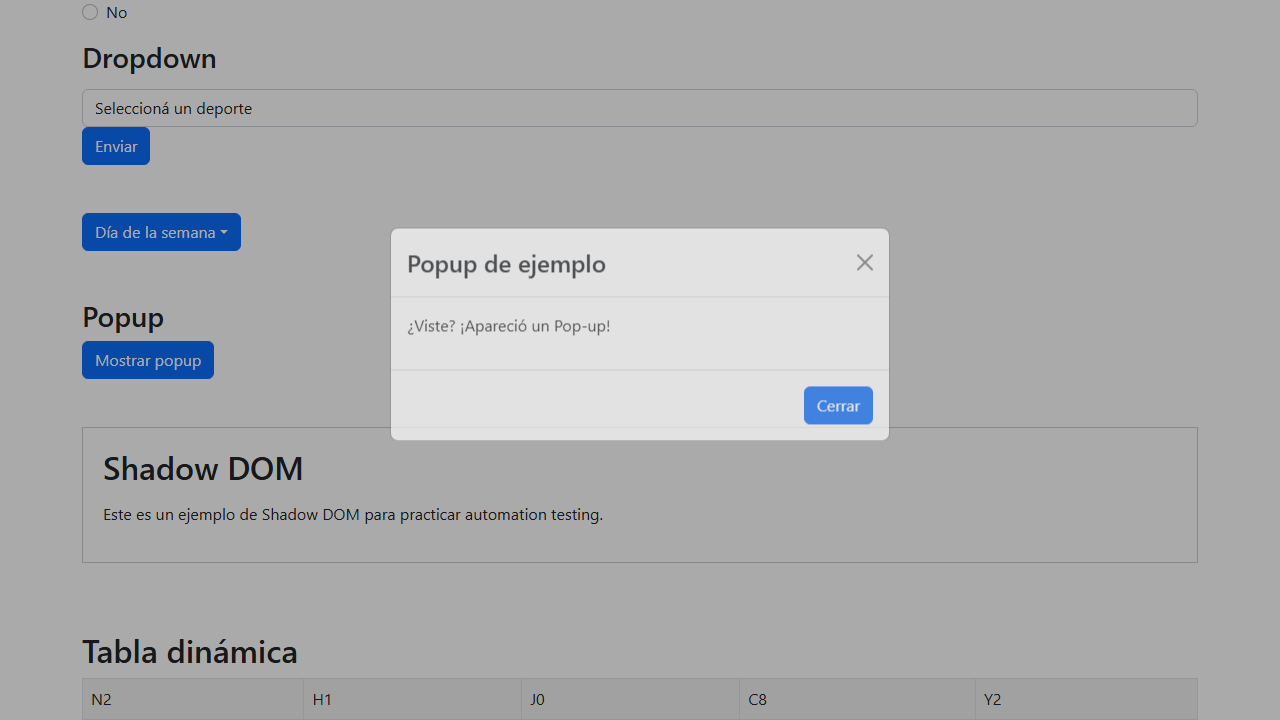 No
Dropdown
Seleccioná un deporte
Enviar
Día de la semana
Popup de ejemplo
¿Viste? ¡Apareció un Pop-up!
Cerrar
Popup
Mostrar popup
Shadow DOM
Este es un ejemplo de Shadow DOM para practicar automation testing.
Tabla dinámica
N2 H1 J0 C8 Y2